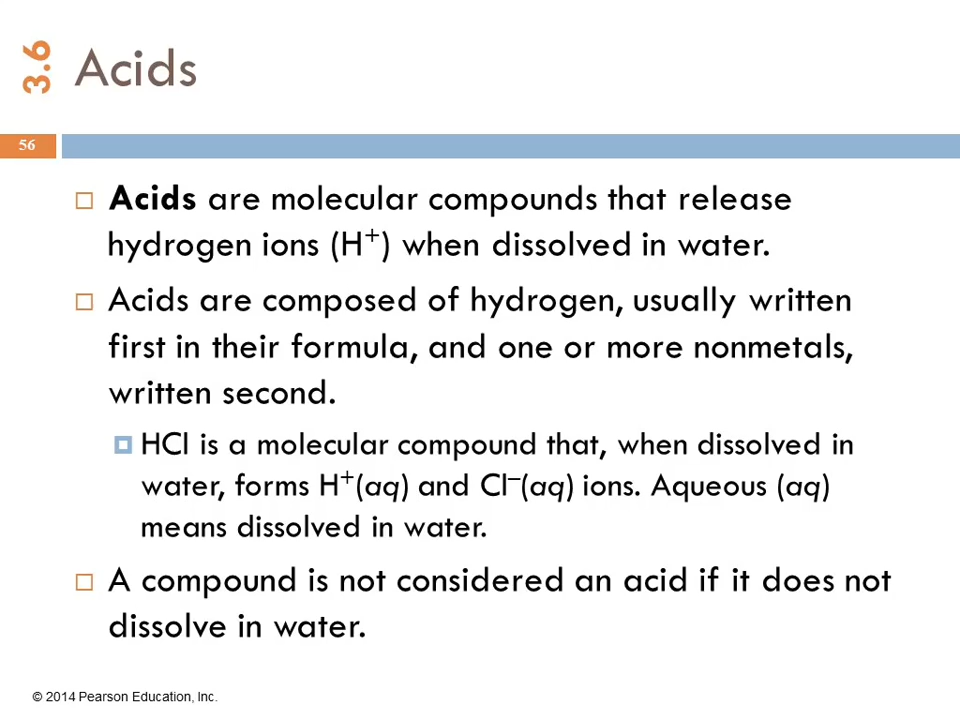 3.6
Acids
56
Acids are molecular compounds that release
hydrogen ions (H⁺) when dissolved in water.
Acids are composed of hydrogen, usually written
first in their formula, and one or more nonmetals,
written second.
HCl is a molecular compound that, when dissolved in
water, forms H⁺(aq) and Cl⁻(aq) ions. Aqueous (aq)
means dissolved in water.
A compound is not considered an acid if it does not
dissolve in water.
© 2014 Pearson Education, Inc.